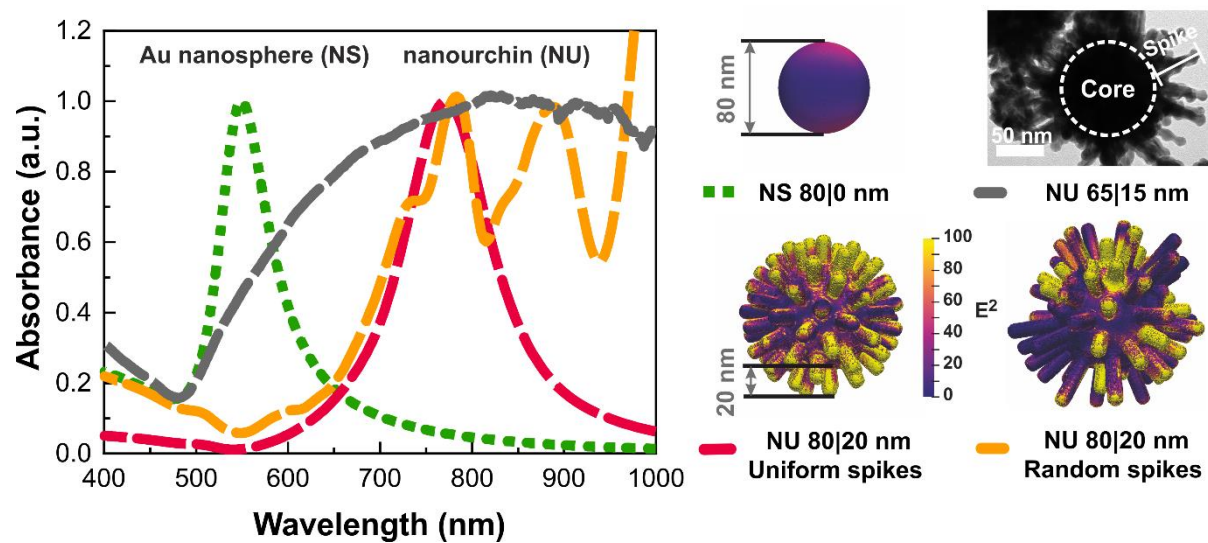 Absorbance (a.u.)
1.2
1.0
0.8
0.6
0.4
0.2
0.0
Au nanosphere (NS)
nanourchin (NU)
400
500
600
700
800
900
1000
Wavelength (nm)
80 nm
NS 80|0 nm
Spike
Core
50 nm
NU 65|15 nm
20 nm
100
80
60
40
20
0
E²
NU 80|20 nm
Uniform spikes
NU 80|20 nm
Random spikes